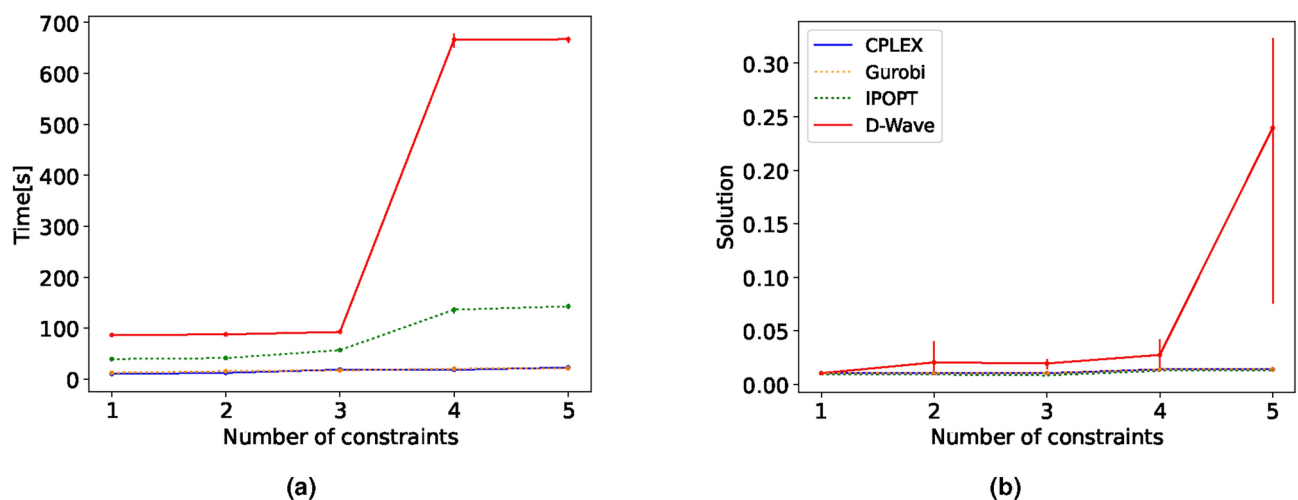 700
600
500
400
300
200
100
0
Time[s]
1 2 3 4 5
Number of constraints
(a)
0.30
0.25
0.20
0.15
0.10
0.05
0.00
Solution
CPLEX
Gurobi
IPOPT
D-Wave
1 2 3 4 5
Number of constraints
(b)